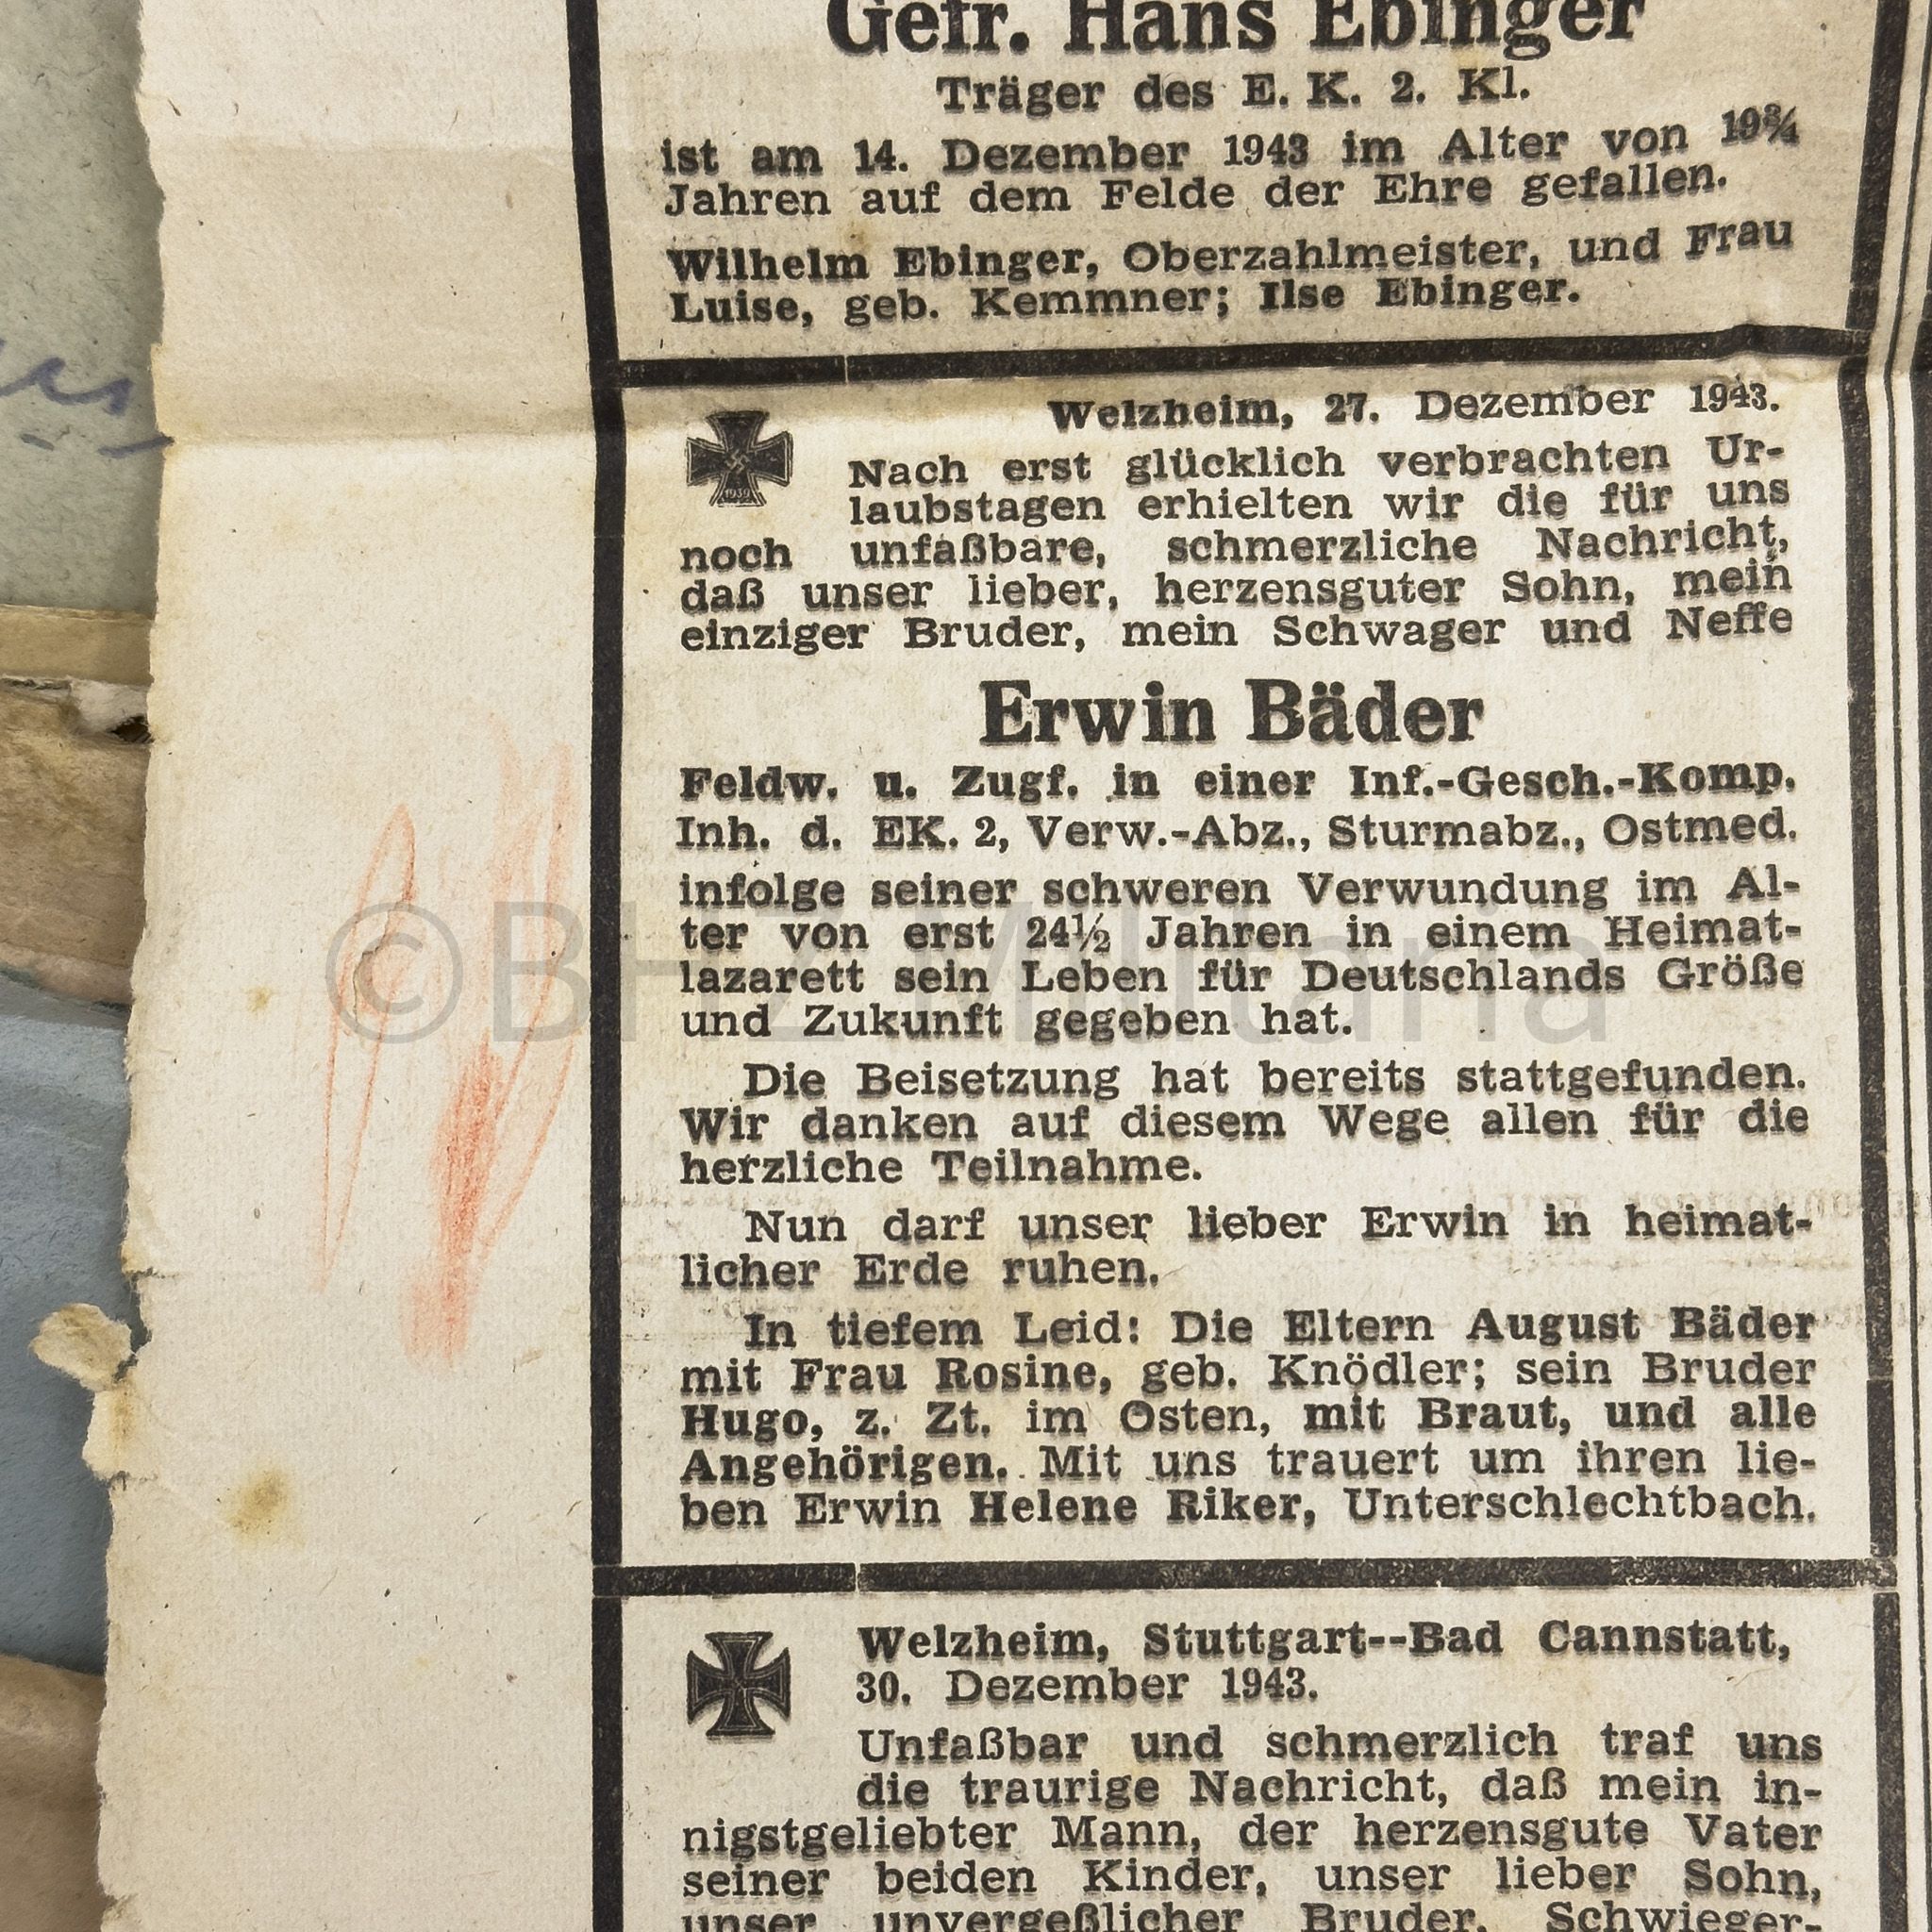 Gefr. Hans Ebinger
Träger des E. K. 2. Kl.
ist am 14. Dezember 1943 im Alter von 19¾
Jahren auf dem Felde der Ehre gefallen.
Wilhelm Ebinger, Oberzahlmeister, und Frau
Luise, geb. Kemmner; Ilse Ebinger.
Welzheim, 27. Dezember 1943.
1939
Nach erst glücklich verbrachten Ur-
laubstagen erhielten wir die für uns
noch unfaßbare, schmerzliche Nachricht,
daß unser lieber, herzensguter Sohn, mein
einziger Bruder, mein Schwager und Neffe
Erwin Bäder
Feldw. u. Zugf. in einer Inf.-Gesch.-Komp.
Inh. d. EK. 2, Verw.-Abz., Sturmabz., Ostmed.
infolge seiner schweren Verwundung im Al-
ter von erst 24½ Jahren in einem Heimat-
lazarett sein Leben für Deutschlands Größe
und Zukunft gegeben hat.
Die Beisetzung hat bereits stattgefunden.
Wir danken auf diesem Wege allen für die
herzliche Teilnahme.
Nun darf unser lieber Erwin in heimat-
licher Erde ruhen.
In tiefem Leid: Die Eltern August Bäder
mit Frau Rosine, geb. Knödler; sein Bruder
Hugo, z. Zt. im Osten, mit Braut, und alle
Angehörigen. Mit uns trauert um ihren lie-
ben Erwin Helene Riker, Unterschlechtbach.
Welzheim, Stuttgart--Bad Cannstatt,
30. Dezember 1943.
Unfaßbar und schmerzlich traf uns
die traurige Nachricht, daß mein in-
nigstgeliebter Mann, der herzensgute Vater
seiner beiden Kinder, unser lieber Sohn,
unser unvergeßlicher Bruder, Schwieger-